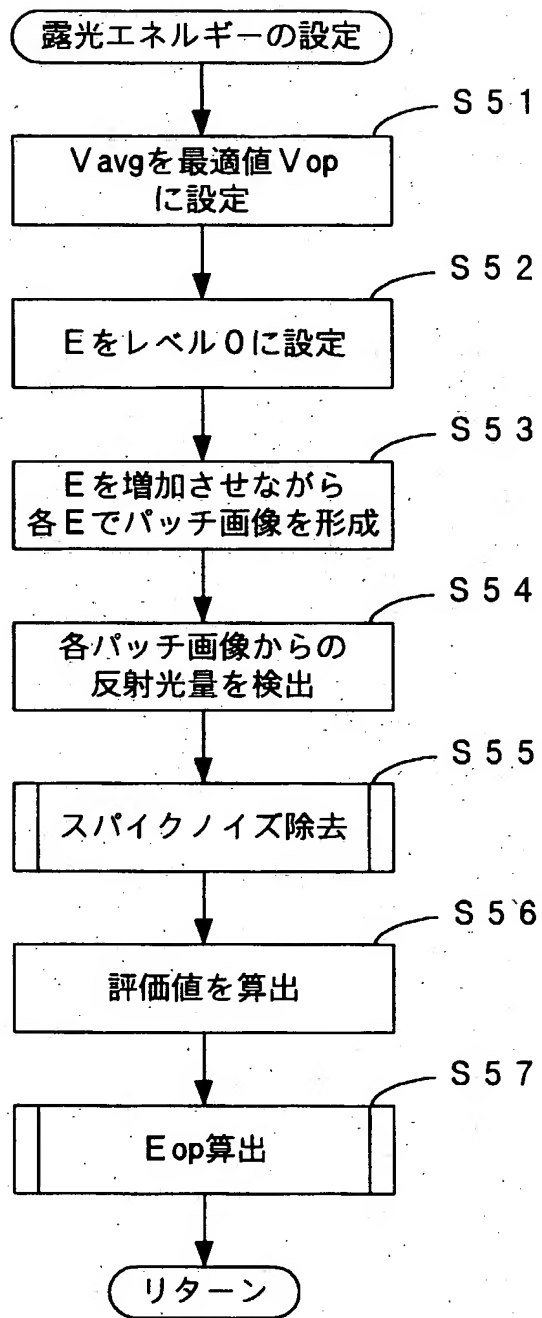 露光エネルギーの設定
S51
Vavgを最適値Vop
に設定
S52
Eをレベル0に設定
S53
Eを増加させながら
各Eでパッチ画像を形成
S54
各パッチ画像からの
反射光量を検出
S55
スパイクノイズ除去
S56
評価値を算出
S57
Eop算出
リターン